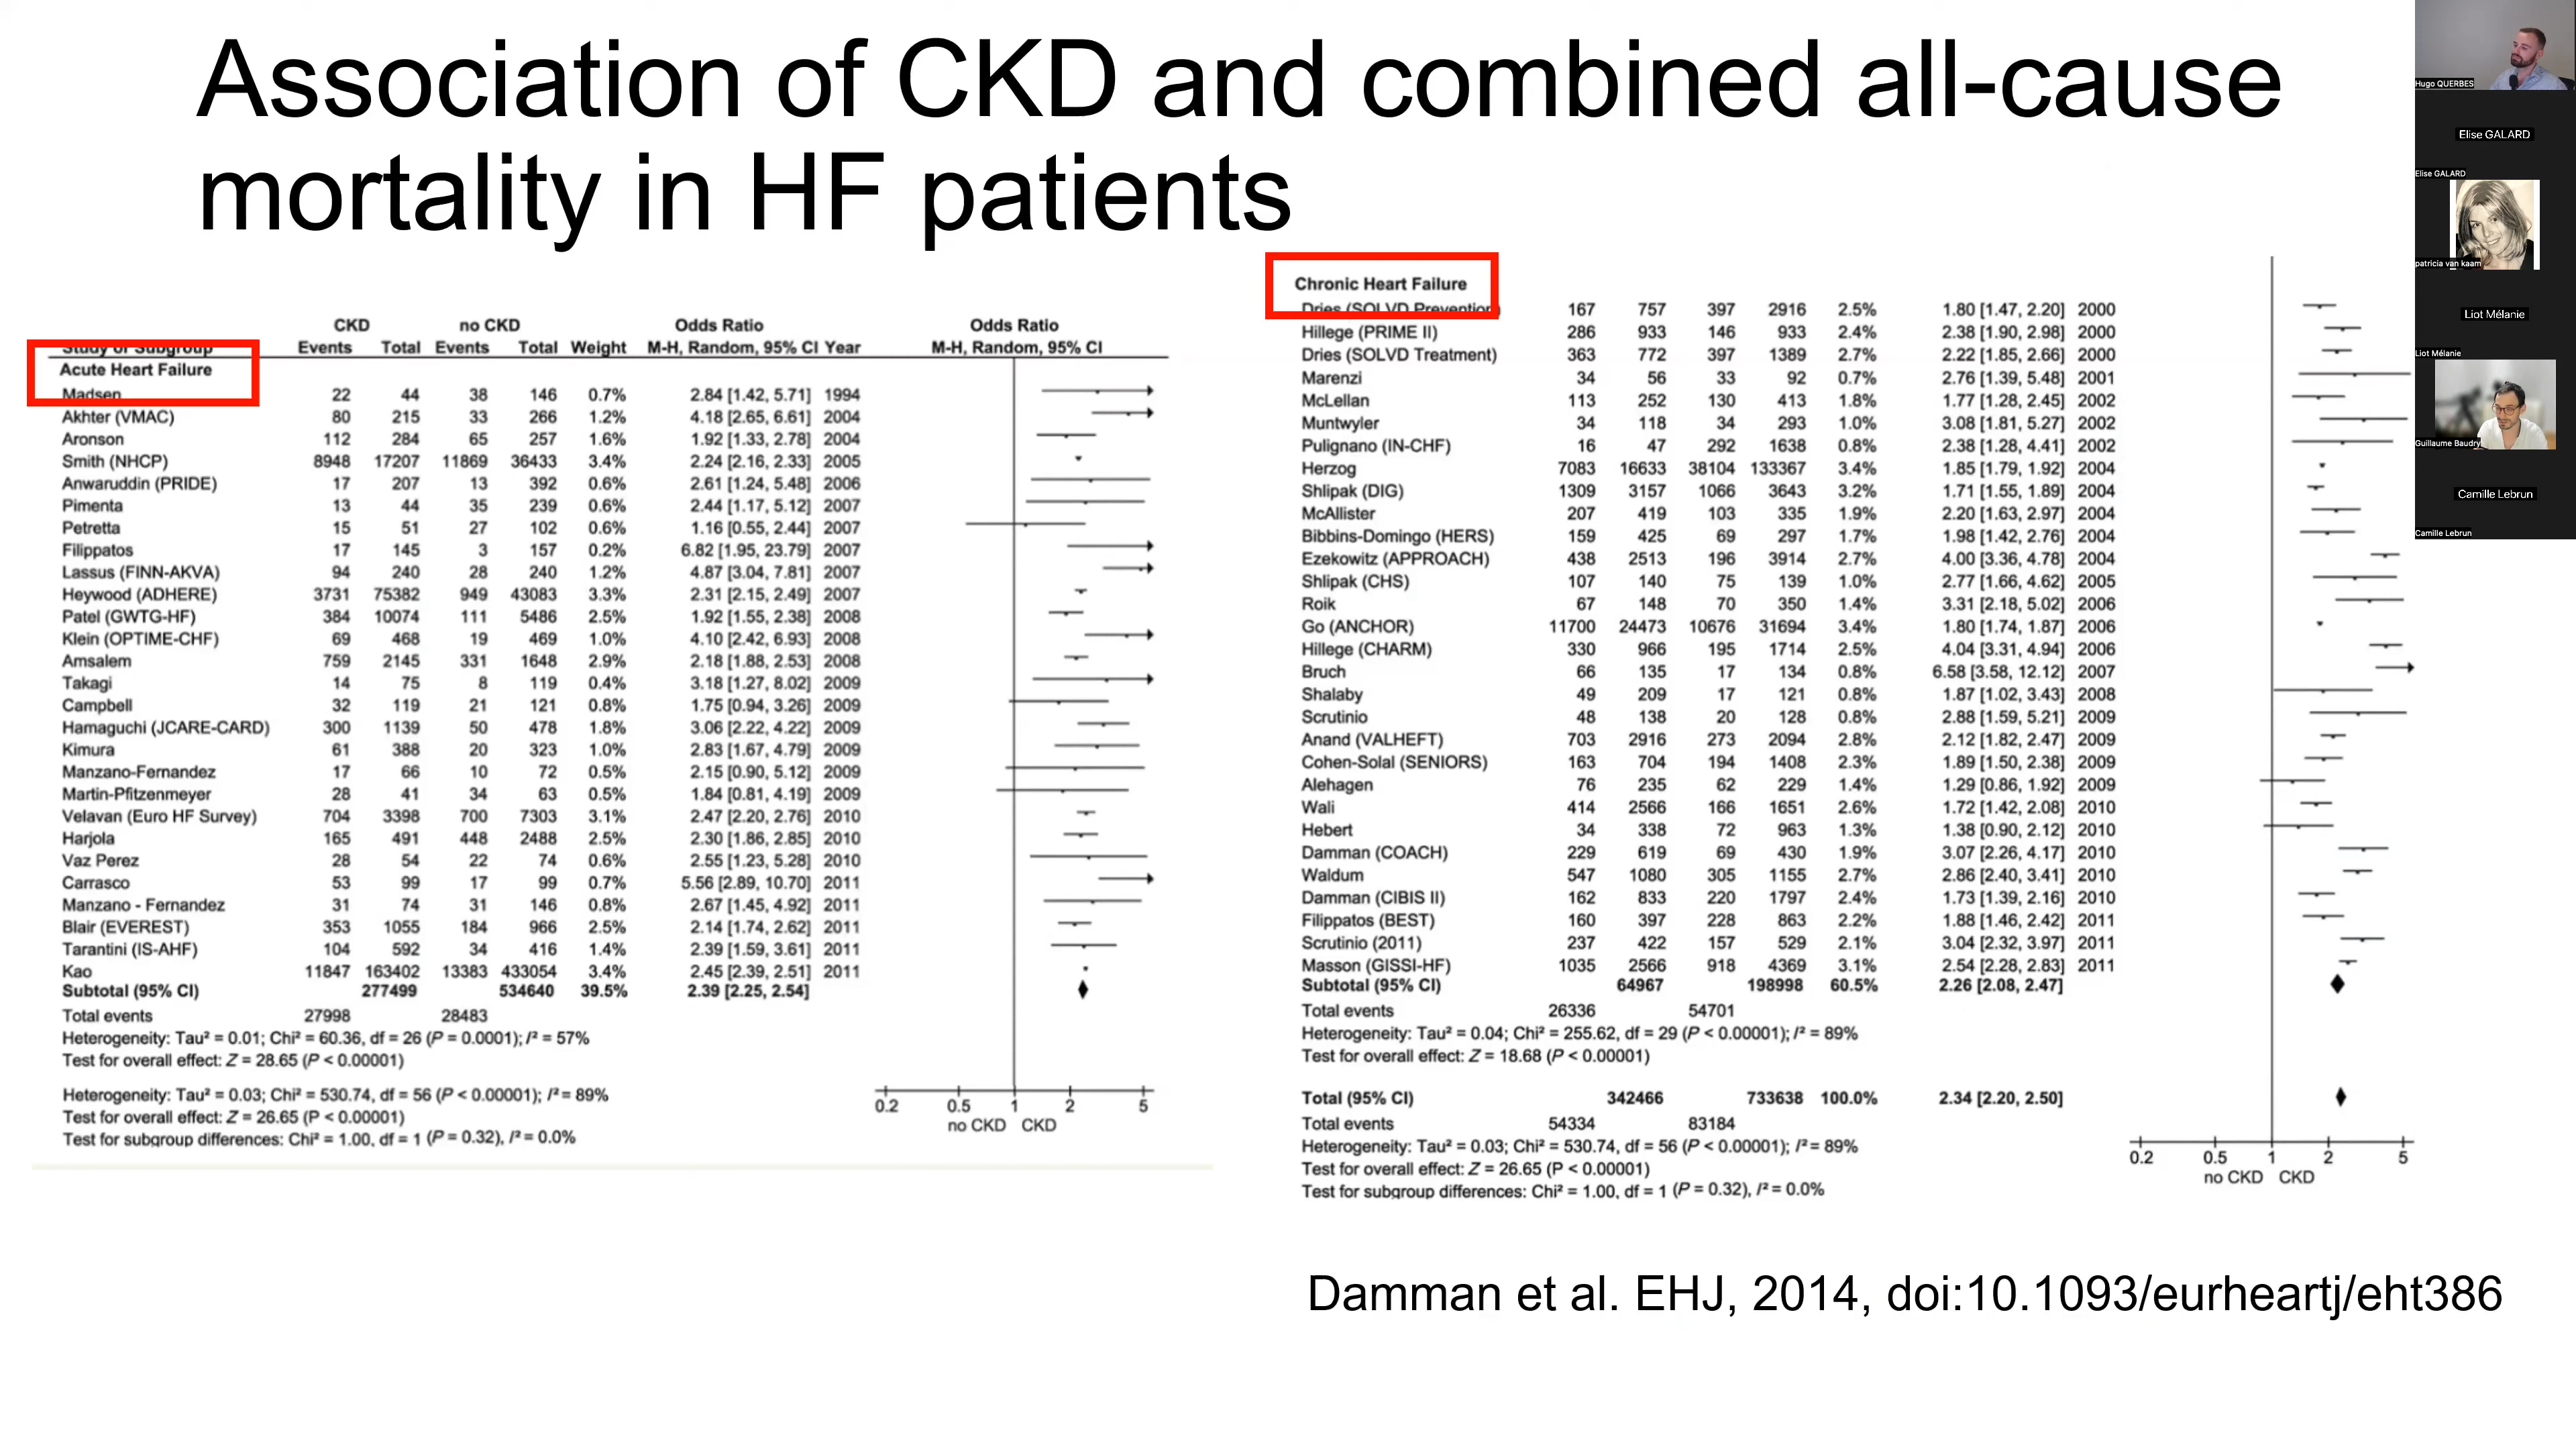 Association of CKD and combined all-cause
mortality in HF patients
CKD no CKD Odds Ratio Odds Ratio
Study or Subgroup Events Total Events Total Weight M-H, Random, 95% CI Year M-H, Random, 95% CI
Acute Heart Failure
Madsen 22 44 38 146 0.7% 2.84 [1.42, 5.71] 1994
Akhter (VMAC) 80 215 33 266 1.2% 4.18 [2.65, 6.61] 2004
Aronson 112 284 65 257 1.6% 1.92 [1.33, 2.78] 2004
Smith (NHCP) 8948 17207 11869 36433 3.4% 2.24 [2.16, 2.33] 2005
Anwaruddin (PRIDE) 17 207 13 392 0.6% 2.61 [1.24, 5.48] 2006
Pimenta 13 44 35 239 0.6% 2.44 [1.17, 5.12] 2007
Petretta 15 51 27 102 0.6% 1.16 [0.55, 2.44] 2007
Filippatos 17 145 3 157 0.2% 6.82 [1.95, 23.79] 2007
Lassus (FINN-AKVA) 94 240 28 240 1.2% 4.87 [3.04, 7.81] 2007
Heywood (ADHERE) 3731 75382 949 43083 3.3% 2.31 [2.15, 2.49] 2007
Patel (GWTG-HF) 384 10074 111 5486 2.5% 1.92 [1.55, 2.38] 2008
Klein (OPTIME-CHF) 69 468 19 469 1.0% 4.10 [2.42, 6.93] 2008
Amsalem 759 2145 331 1648 2.9% 2.18 [1.88, 2.53] 2008
Takagi 14 75 8 119 0.4% 3.18 [1.27, 8.02] 2009
Campbell 32 119 21 121 0.8% 1.75 [0.94, 3.26] 2009
Hamaguchi (JCARE-CARD) 300 1139 50 478 1.8% 3.06 [2.22, 4.22] 2009
Kimura 61 388 20 323 1.0% 2.83 [1.67, 4.79] 2009
Manzano-Fernandez 17 66 10 72 0.5% 2.15 [0.90, 5.12] 2009
Martin-Pfitzenmeyer 28 41 34 63 0.5% 1.84 [0.81, 4.19] 2009
Velavan (Euro HF Survey) 704 3398 700 7303 3.1% 2.47 [2.20, 2.76] 2010
Harjola 165 491 448 2488 2.5% 2.30 [1.86, 2.85] 2010
Vaz Perez 28 54 22 74 0.6% 2.55 [1.23, 5.28] 2010
Carrasco 53 99 17 99 0.7% 5.56 [2.89, 10.70] 2011
Manzano - Fernandez 31 74 31 146 0.8% 2.67 [1.45, 4.92] 2011
Blair (EVEREST) 353 1055 184 966 2.5% 2.14 [1.74, 2.62] 2011
Tarantini (IS-AHF) 104 592 34 416 1.4% 2.39 [1.59, 3.61] 2011
Kao 11847 163402 13383 433054 3.4% 2.45 [2.39, 2.51] 2011
Subtotal (95% CI) 277499 534640 39.5% 2.39 [2.25, 2.54]
Total events 27998 28483
Heterogeneity: Tau² = 0.01; Chi² = 60.36, df = 26 (P = 0.0001); I² = 57%
Test for overall effect: Z = 28.65 (P < 0.00001)
Heterogeneity: Tau² = 0.03; Chi² = 530.74, df = 56 (P < 0.00001); I² = 89%
Test for overall effect: Z = 26.65 (P < 0.00001)
Test for subgroup differences: Chi² = 1.00, df = 1 (P = 0.32), I² = 0.0%
0.2 0.5 1 2 5
no CKD CKD
Chronic Heart Failure
Dries (SOLVD Prevention) 167 757 397 2916 2.5% 1.80 [1.47, 2.20] 2000
Hillege (PRIME II) 286 933 146 933 2.4% 2.38 [1.90, 2.98] 2000
Dries (SOLVD Treatment) 363 772 397 1389 2.7% 2.22 [1.85, 2.66] 2000
Marenzi 34 56 33 92 0.7% 2.76 [1.39, 5.48] 2001
McLellan 113 252 130 413 1.8% 1.77 [1.28, 2.45] 2002
Muntwyler 34 118 34 293 1.0% 3.08 [1.81, 5.27] 2002
Pulignano (IN-CHF) 16 47 292 1638 0.8% 2.38 [1.28, 4.41] 2002
Herzog 7083 16633 38104 133367 3.4% 1.85 [1.79, 1.92] 2004
Shlipak (DIG) 1309 3157 1066 3643 3.2% 1.71 [1.55, 1.89] 2004
McAllister 207 419 103 335 1.9% 2.20 [1.63, 2.97] 2004
Bibbins-Domingo (HERS) 159 425 69 297 1.7% 1.98 [1.42, 2.76] 2004
Ezekowitz (APPROACH) 438 2513 196 3914 2.7% 4.00 [3.36, 4.78] 2004
Shlipak (CHS) 107 140 75 139 1.0% 2.77 [1.66, 4.62] 2005
Roik 67 148 70 350 1.4% 3.31 [2.18, 5.02] 2006
Go (ANCHOR) 11700 24473 10676 31694 3.4% 1.80 [1.74, 1.87] 2006
Hillege (CHARM) 330 966 195 1714 2.5% 4.04 [3.31, 4.94] 2006
Bruch 66 135 17 134 0.8% 6.58 [3.58, 12.12] 2007
Shalaby 49 209 17 121 0.8% 1.87 [1.02, 3.43] 2008
Scrutinio 48 138 20 128 0.8% 2.88 [1.59, 5.21] 2009
Anand (VALHEFT) 703 2916 273 2094 2.8% 2.12 [1.82, 2.47] 2009
Cohen-Solal (SENIORS) 163 704 194 1408 2.3% 1.89 [1.50, 2.38] 2009
Alehagen 76 235 62 229 1.4% 1.29 [0.86, 1.92] 2009
Wali 414 2566 166 1651 2.6% 1.72 [1.42, 2.08] 2010
Hebert 34 338 72 963 1.3% 1.38 [0.90, 2.12] 2010
Damman (COACH) 229 619 69 430 1.9% 3.07 [2.26, 4.17] 2010
Waldum 547 1080 305 1155 2.7% 2.86 [2.40, 3.41] 2010
Damman (CIBIS II) 162 833 220 1797 2.4% 1.73 [1.39, 2.16] 2010
Filippatos (BEST) 160 397 228 863 2.2% 1.88 [1.46, 2.42] 2011
Scrutinio (2011) 237 422 157 529 2.1% 3.04 [2.32, 3.97] 2011
Masson (GISSI-HF) 1035 2566 918 4369 3.1% 2.54 [2.28, 2.83] 2011
Subtotal (95% CI) 64967 198998 60.5% 2.26 [2.08, 2.47]
Total events 26336 54701
Heterogeneity: Tau² = 0.04; Chi² = 255.62, df = 29 (P < 0.00001); I² = 89%
Test for overall effect: Z = 18.68 (P < 0.00001)
Total (95% CI) 342466 733638 100.0% 2.34 [2.20, 2.50]
Total events 54334 83184
Heterogeneity: Tau² = 0.03; Chi² = 530.74, df = 56 (P < 0.00001); I² = 89%
Test for overall effect: Z = 26.65 (P < 0.00001)
Test for subgroup differences: Chi² = 1.00, df = 1 (P = 0.32), I² = 0.0%
0.2 0.5 1 2 5
no CKD CKD
Damman et al. EHJ, 2014, doi:10.1093/eurheartj/eht386
Hugo QUERBES
Elise GALARD
Elise GALARD
patricia van kaam
Liot Mélanie
Liot Mélanie
Guillaume Baudry
Camille Lebrun
Camille Lebrun